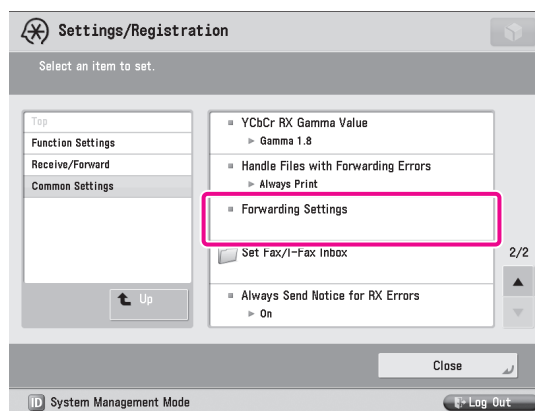 Settings/Registration
Select an item to set.
Top
Function Settings
Receive/Forward
Common Settings
Up
YCbCr RX Gamma Value
Gamma 1.8
Handle Files with Forwarding Errors
Always Print
Forwarding Settings
Set Fax/I-Fax Inbox
Always Send Notice for RX Errors
On
2/2
Close
ID System Management Mode
Log Out